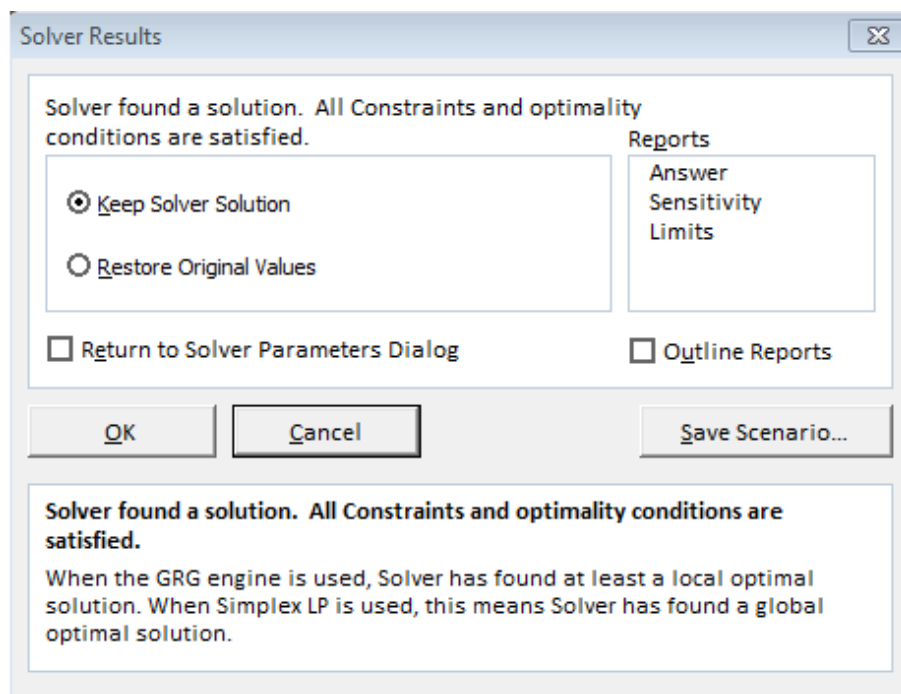 Solver Results
Solver found a solution.  All Constraints and optimality
conditions are satisfied.
Reports
Keep Solver Solution
Restore Original Values
Answer
Sensitivity
Limits
Return to Solver Parameters Dialog
Outline Reports
OK
Cancel
Save Scenario...
Solver found a solution.  All Constraints and optimality conditions are
satisfied.
When the GRG engine is used, Solver has found at least a local optimal
solution. When Simplex LP is used, this means Solver has found a global
optimal solution.